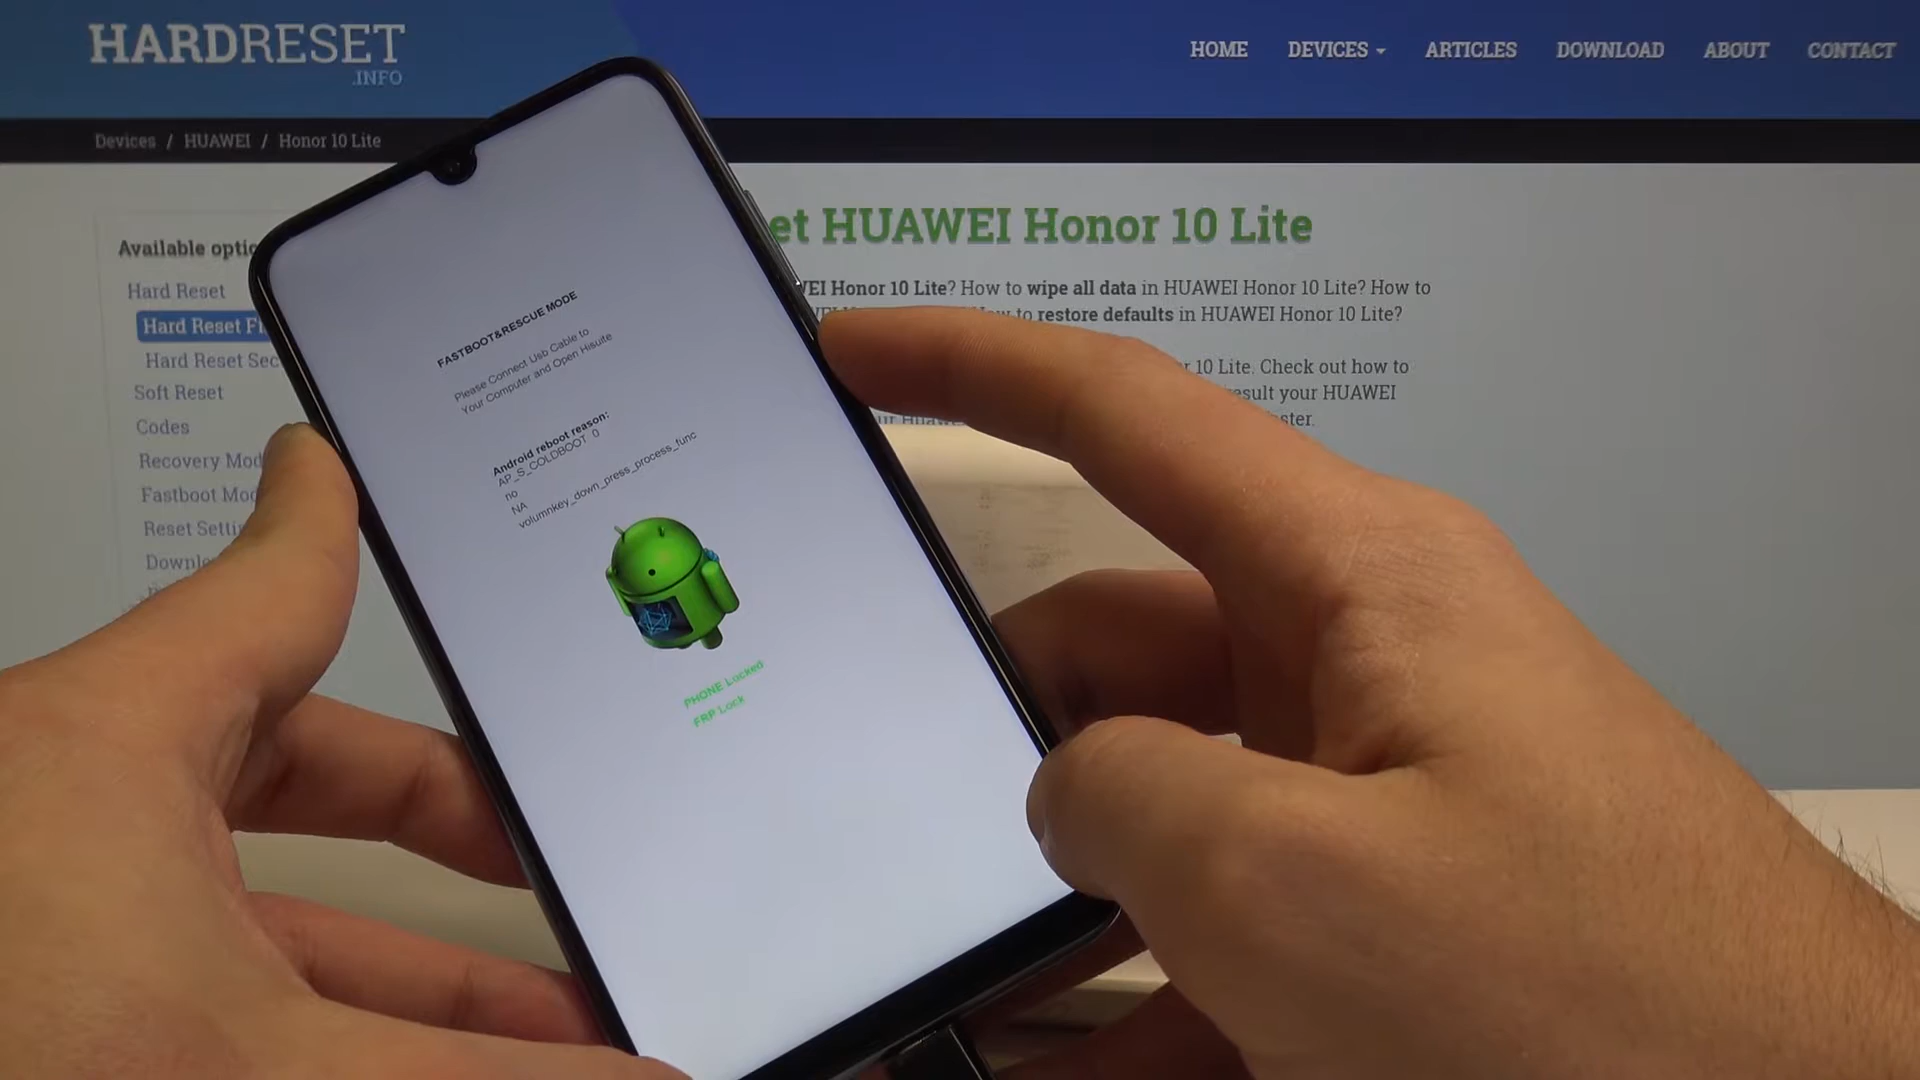 HARDRESET
.INFO
HOME DEVICES ARTICLES DOWNLOAD ABOUT CONTACT
Devices / HUAWEI / Honor 10 Lite
et HUAWEI Honor 10 Lite
Available optio
Hard Reset
Hard Reset Fi
Hard Reset Sec
Soft Reset
Codes
Recovery Mod
Fastboot Mod
Reset Settin
Downlo
WEI Honor 10 Lite? How to wipe all data in HUAWEI Honor 10 Lite? How to
to restore defaults in HUAWEI Honor 10 Lite?
10 Lite. Check out how to
result your HUAWEI
ster.
FASTBOOT&RESCUE MODE
Please Connect Usb Cable to
Your Computer and Open Hisuite
Android reboot reason:
AP_S_COLDBOOT 0
no
NA
volumnkey_down_press_process_func
PHONE Locked
FRP Lock